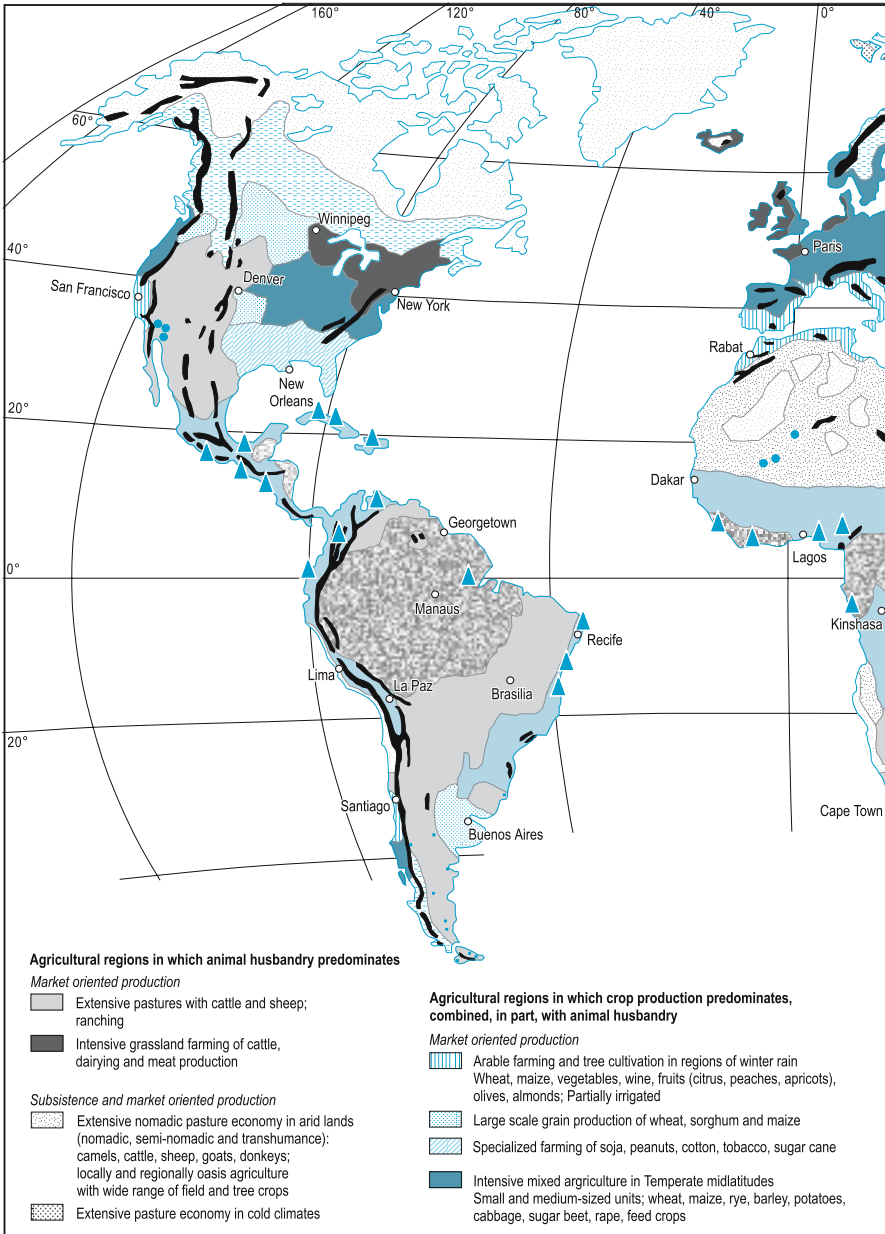 160°
120°
80°
40°
0°
60°
40°
20°
0°
20°
Winnipeg
Denver
San Francisco
New York
New
Orleans
Paris
Rabat
Dakar
Lagos
Kinshasa
Georgetown
Manaus
Recife
Lima
La Paz
Brasilia
Santiago
Buenos Aires
Cape Town
Agricultural regions in which animal husbandry predominates
Market oriented production
Extensive pastures with cattle and sheep;
ranching
Intensive grassland farming of cattle,
dairying and meat production
Subsistence and market oriented production
Extensive nomadic pasture economy in arid lands
(nomadic, semi-nomadic and transhumance):
camels, cattle, sheep, goats, donkeys;
locally and regionally oasis agriculture
with wide range of field and tree crops
Extensive pasture economy in cold climates
Agricultural regions in which crop production predominates,
combined, in part, with animal husbandry
Market oriented production
Arable farming and tree cultivation in regions of winter rain
Wheat, maize, vegetables, wine, fruits (citrus, peaches, apricots),
olives, almonds; Partially irrigated
Large scale grain production of wheat, sorghum and maize
Specialized farming of soja, peanuts, cotton, tobacco, sugar cane
Intensive mixed argriculture in Temperate midlatitudes
Small and medium-sized units; wheat, maize, rye, barley, potatoes,
cabbage, sugar beet, rape, feed crops